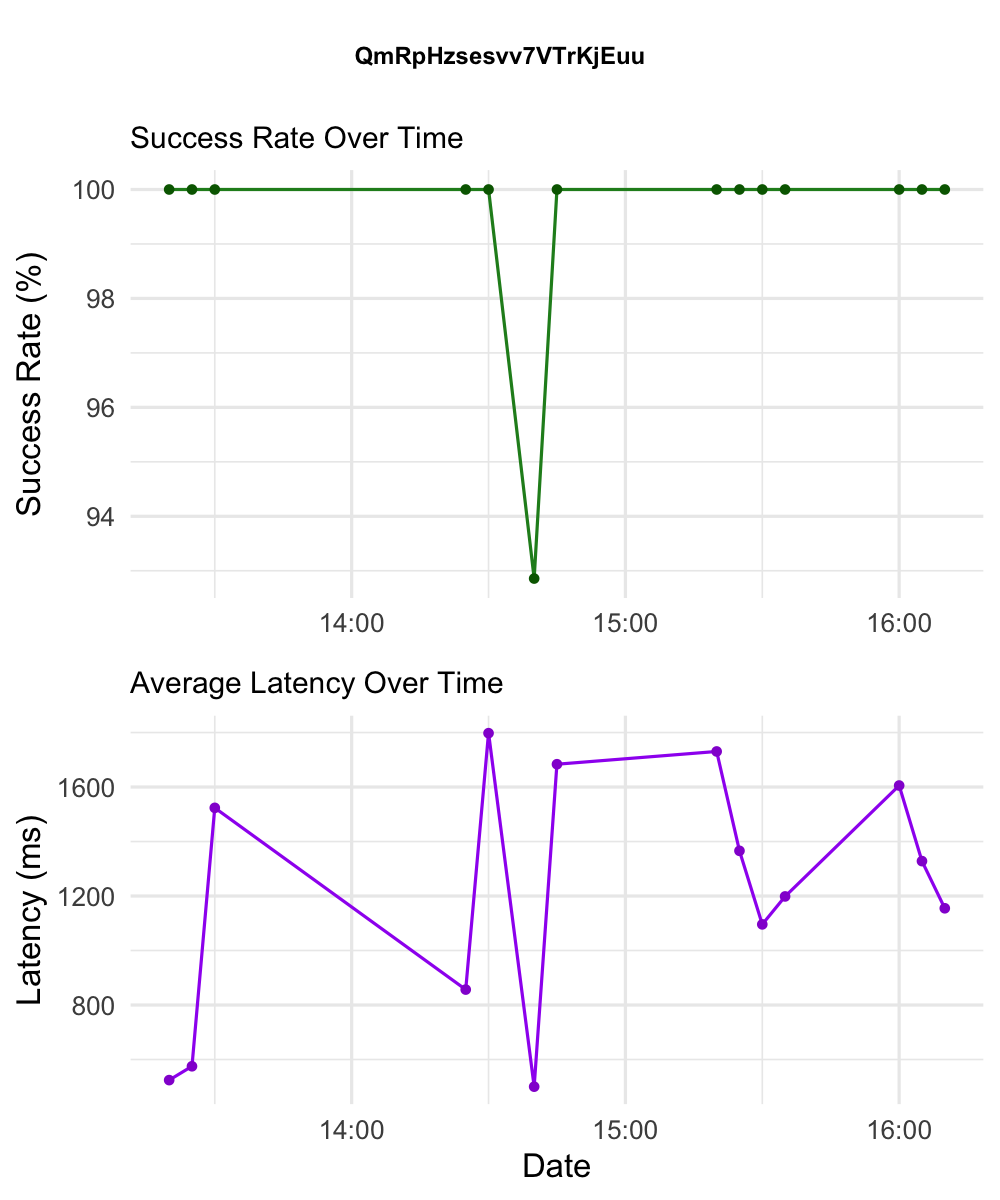 QmRpHzsesvv7VTrKjEuu
Success Rate Over Time
Success Rate (%)
100
98
96
94
14:00 15:00 16:00
Average Latency Over Time
Latency (ms)
1600
1200
800
14:00 15:00 16:00
Date